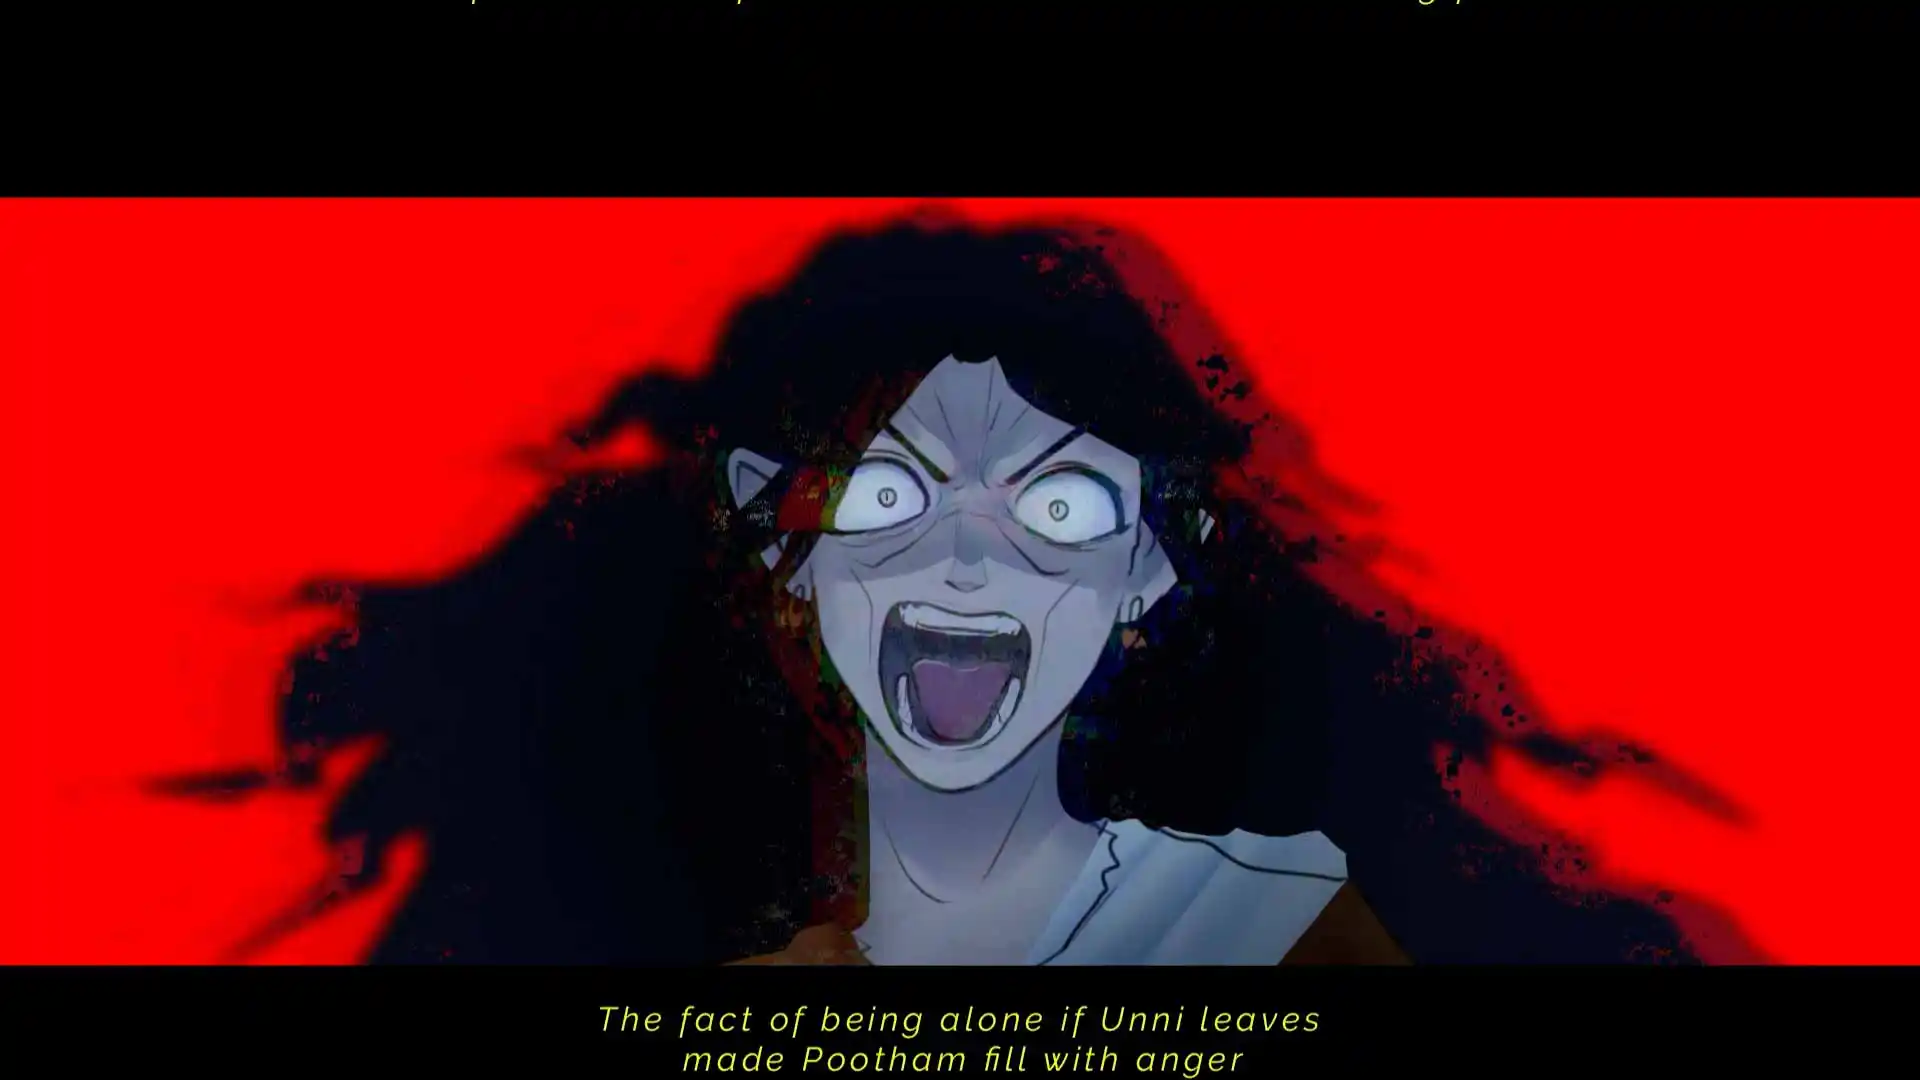 The fact of being alone if Unni leaves
made Pootham fill with anger